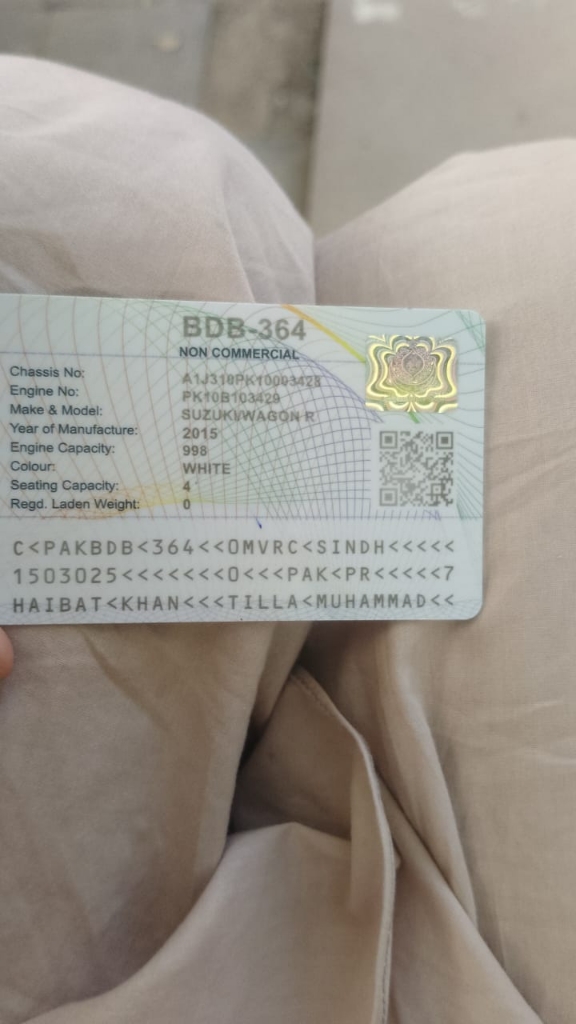 BDB-364
NON COMMERCIAL
Chassis No: A1J310PK10003428
Engine No: PK10B103429
Make & Model: SUZUKI/WAGON R
Year of Manufacture: 2015
Engine Capacity: 998
Colour: WHITE
Seating Capacity: 4
Regd. Laden Weight: 0
C<PAKBDB<364<<OMVRC<SINDH<<<<<
1503025<<<<<<<0<<<PAK<PR<<<<<7
HAIBAT<KHAN<<<TILLA<MUHAMMAD<<